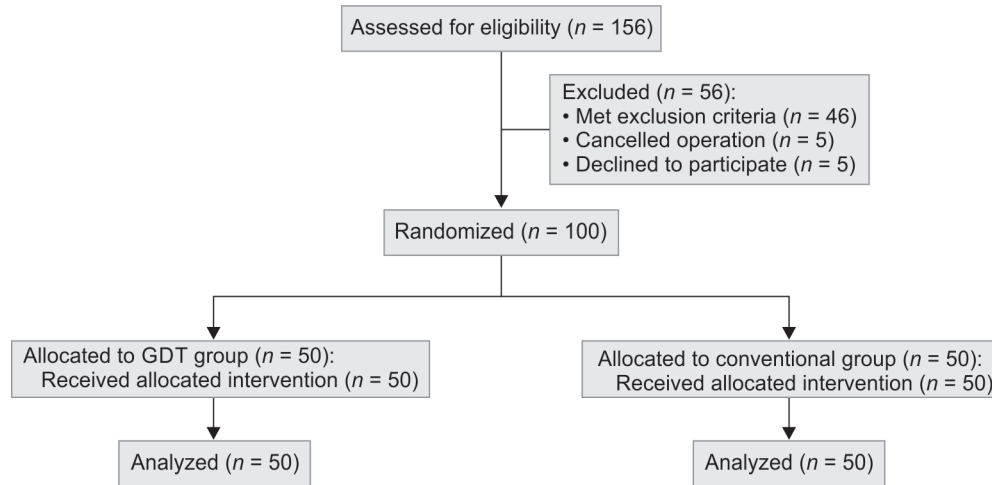 Assessed for eligibility (n = 156)
Excluded (n = 56):
• Met exclusion criteria (n = 46)
• Cancelled operation (n = 5)
• Declined to participate (n = 5)
Randomized (n = 100)
Allocated to GDT group (n = 50):
Received allocated intervention (n = 50)
Allocated to conventional group (n = 50):
Received allocated intervention (n = 50)
Analyzed (n = 50)
Analyzed (n = 50)